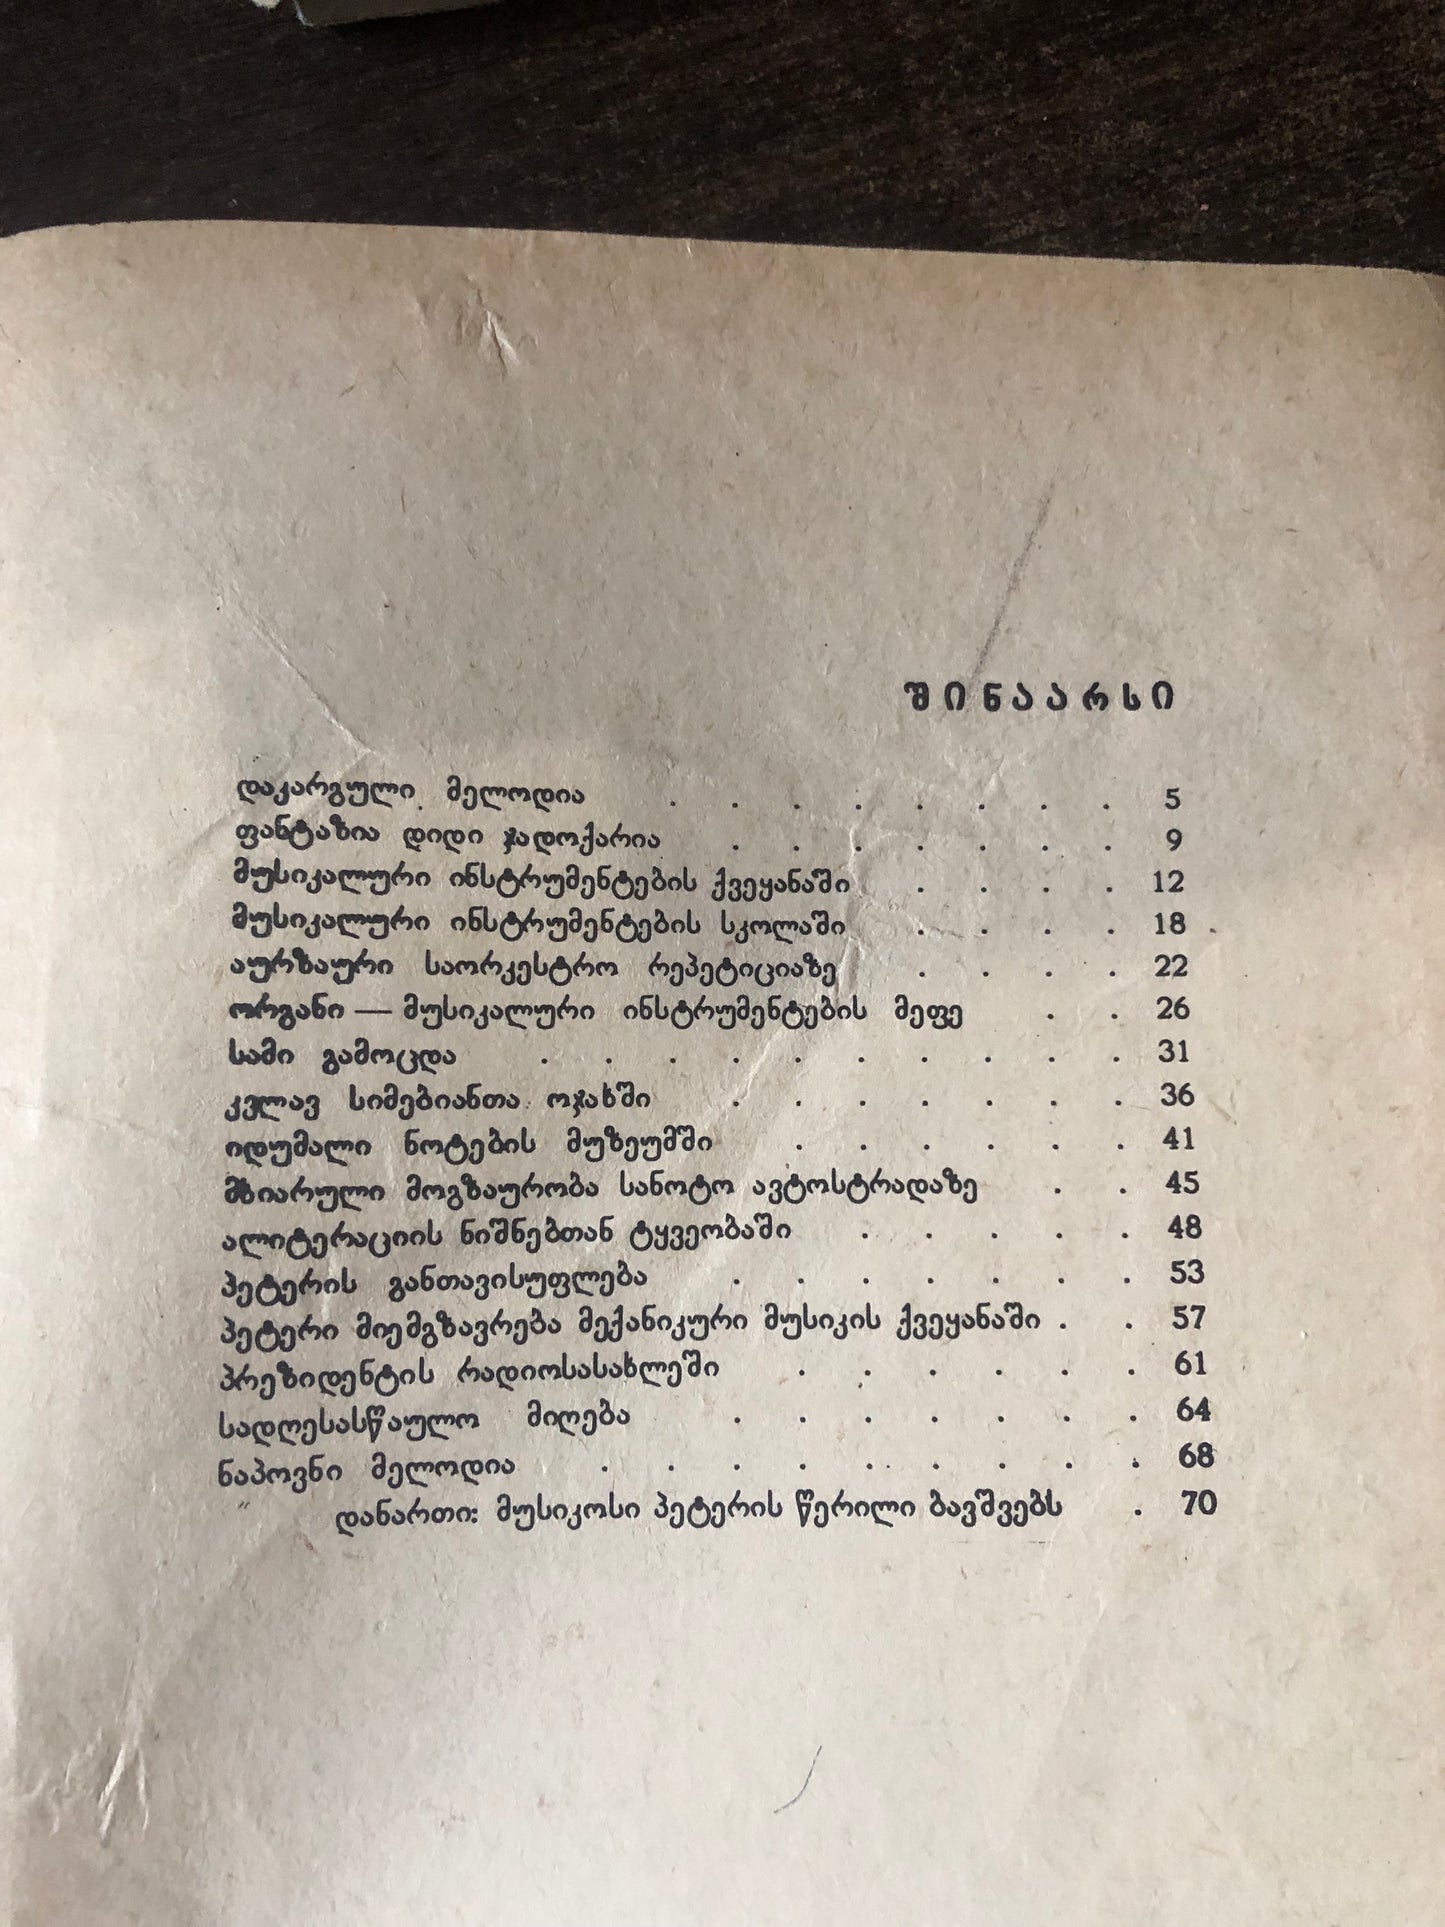 შინაარსი
დაკარგული მელოდია . . . . . . . . 5
ფანტაზია დიდი ჯადოქარია . . . . . . . 9
მუსიკალური ინსტრუმენტების ქვეყანაში . . . . 12
მუსიკალური ინსტრუმენტების სკოლაში . . . . 18
აურზაური საორკესტრო რეპეტიციაზე . . . . 22
ორგანი — მუსიკალური ინსტრუმენტების მეფე . . 26
სამი გამოცდა . . . . . . . . . . 31
კვლავ სიმებიანთა ოჯახში . . . . . . . 36
იდუმალი ნოტების მუზეუმში . . . . . . 41
მზიარული მოგზაურობა სანოტო ავტოსტრადაზე . . 45
ალიტერაციის ნიშნებთან ტყვეობაში . . . . . 48
პეტერის განთავისუფლება . . . . . . . 53
პეტერი მიემგზავრება მექანიკური მუსიკის ქვეყანაში . . 57
პრეზიდენტის რადიოსასახლეში . . . . . . 61
სადღესასწაულო მიღება . . . . . . . 64
ნაპოვნი მელოდია . . . . . . . . . 68
დანართი: მუსიკოსი პეტერის წერილი ბავშვებს . 70